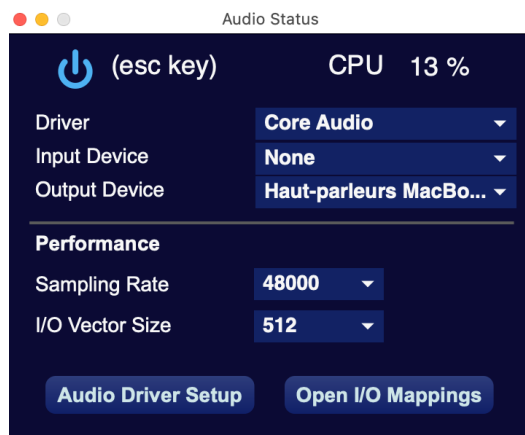 Audio Status
(esc key) CPU 13 %
Driver Core Audio
Input Device None
Output Device Haut-parleurs MacBo...
Performance
Sampling Rate 48000
I/O Vector Size 512
Audio Driver Setup Open I/O Mappings